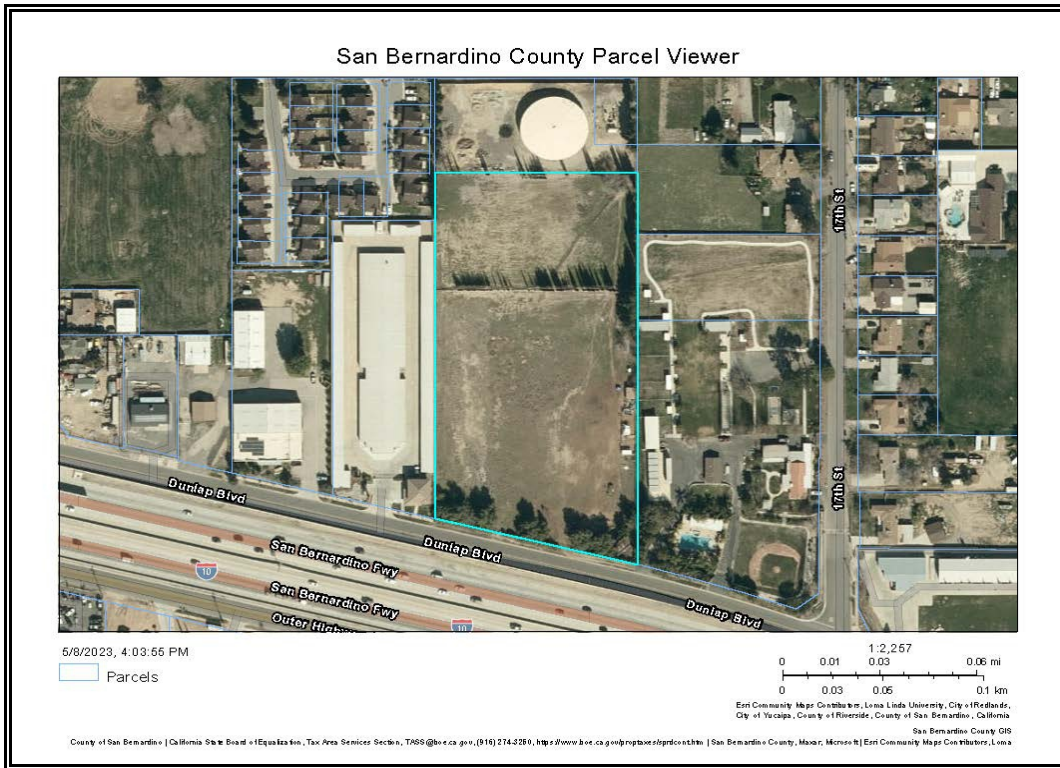 San Bernardino County Parcel Viewer
17th St
Dunlap Blvd
17th St
Dunlap Blvd
San Bernardino Fwy
10
San Bernardino Fwy
Dunlap Blvd
Outer High
10
5/8/2023, 4:03:55 PM
Parcels
1:2,257
0 0.01 0.03 0.06 mi
0 0.03 0.05 0.1 km
Esri Community Maps Contributors, Loma Linda University, City of Redlands,
City of Yucaipa, County of Riverside, County of San Bernardino, California
San Bernardino County GIS
County of San Bernardino | California State Board of Equalization, Tax Area Services Section, TASS@boe.ca.gov, (916) 274-3250, https://www.boe.ca.gov/proptaxes/sprdcont.htm | San Bernardino County, Maxar, Microsoft | Esri Community Maps Contributors, Loma